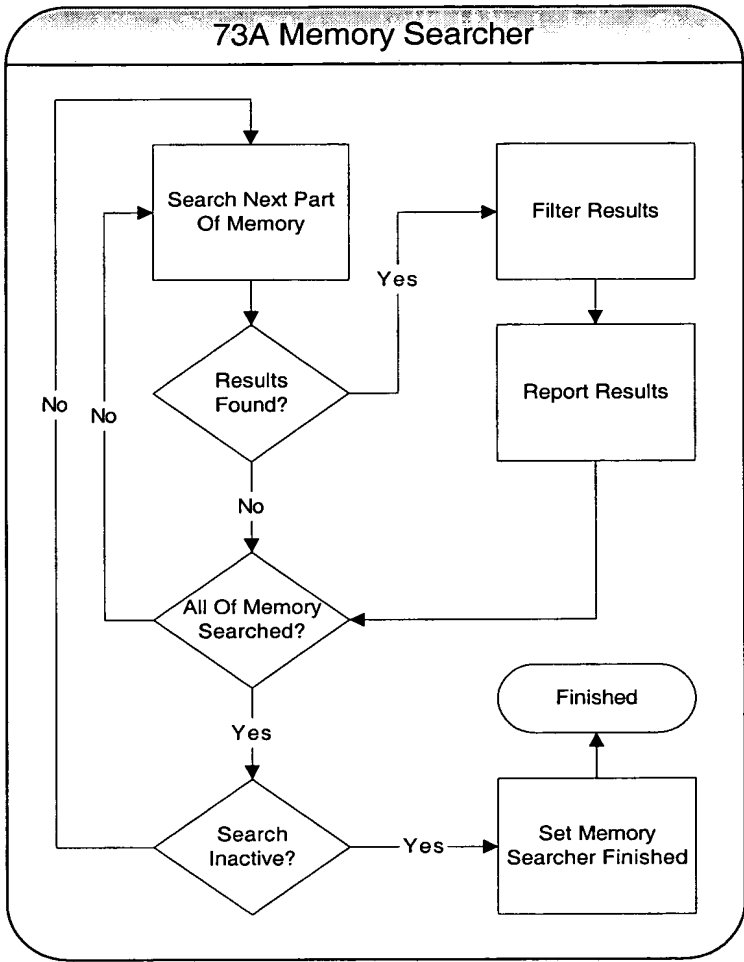 73A Memory Searcher
Search Next Part
Of Memory
Filter Results
Yes
Results
Found?
Report Results
No
No
No
All Of Memory
Searched?
Finished
Yes
Search
Inactive?
Yes
Set Memory
Searcher Finished